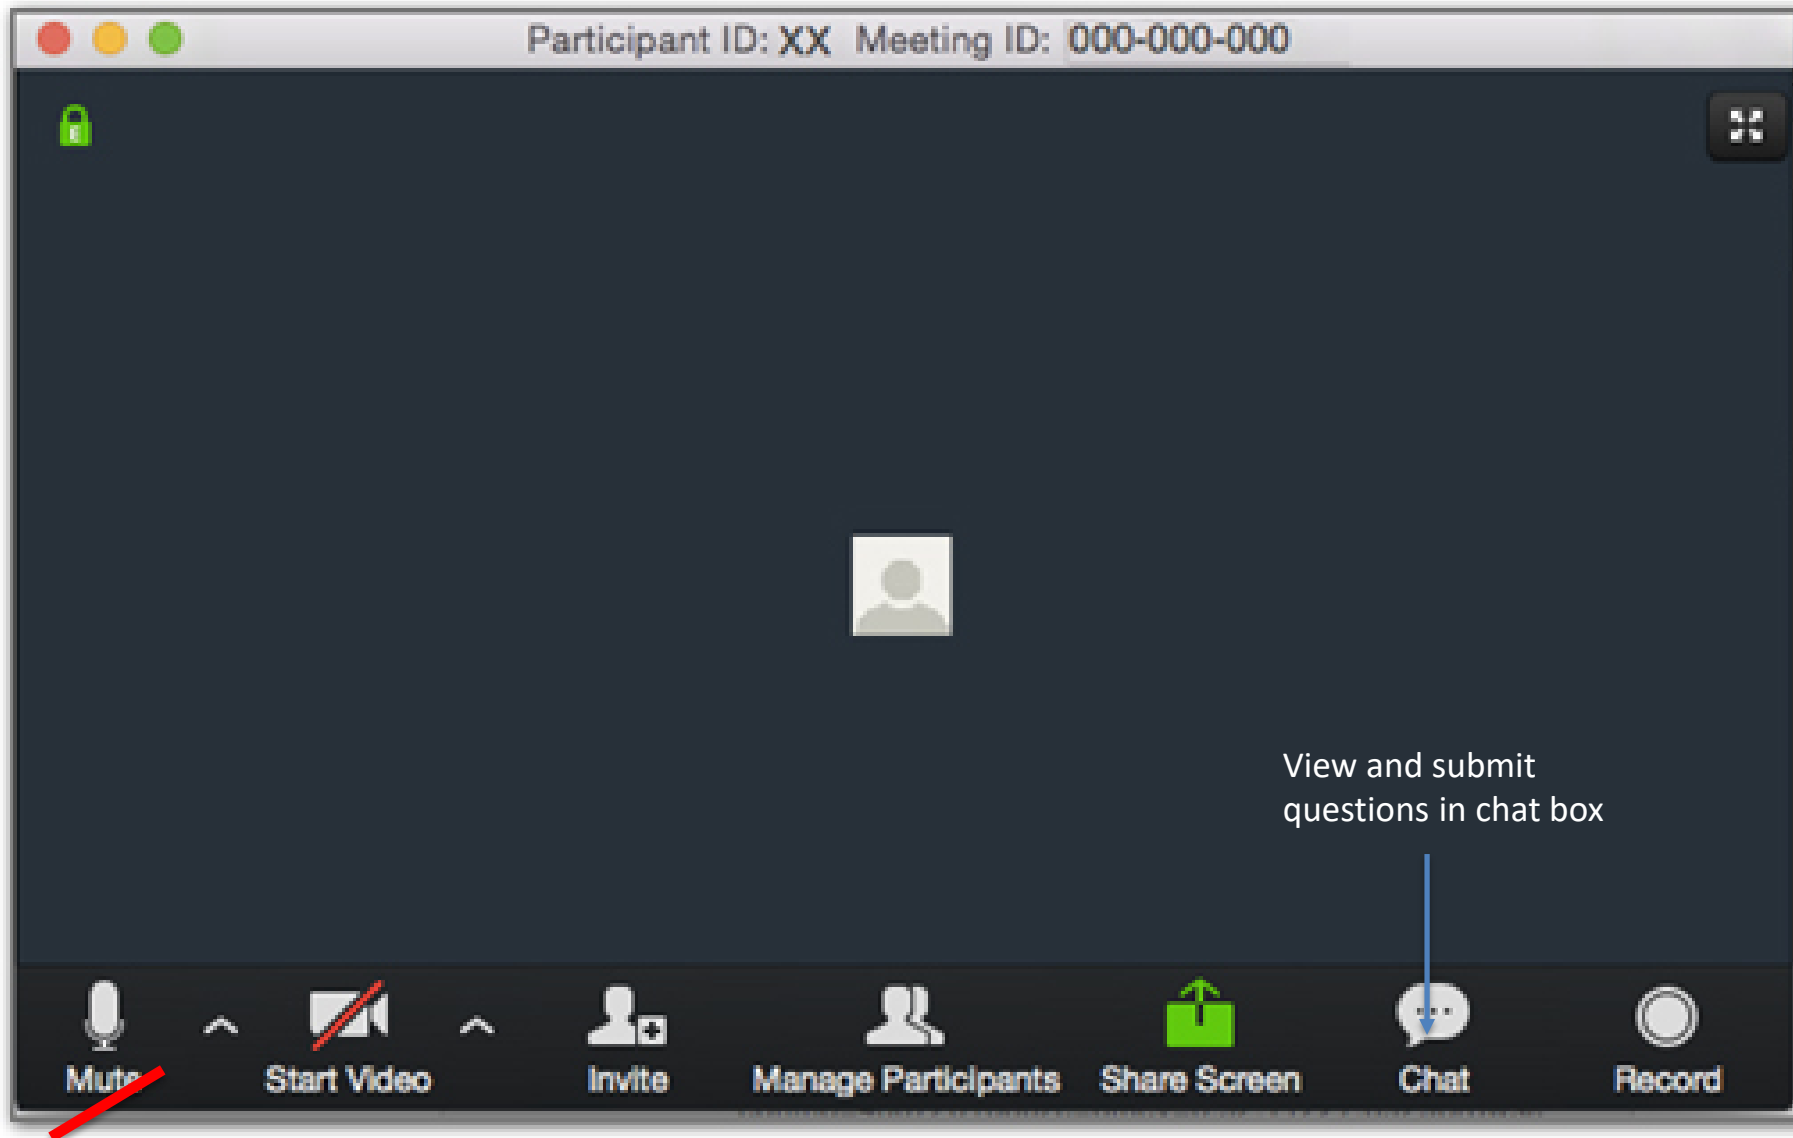 Participant ID: XX Meeting ID: 000-000-000
View and submit
questions in chat box
Mute Start Video Invite Manage Participants Share Screen Chat Record